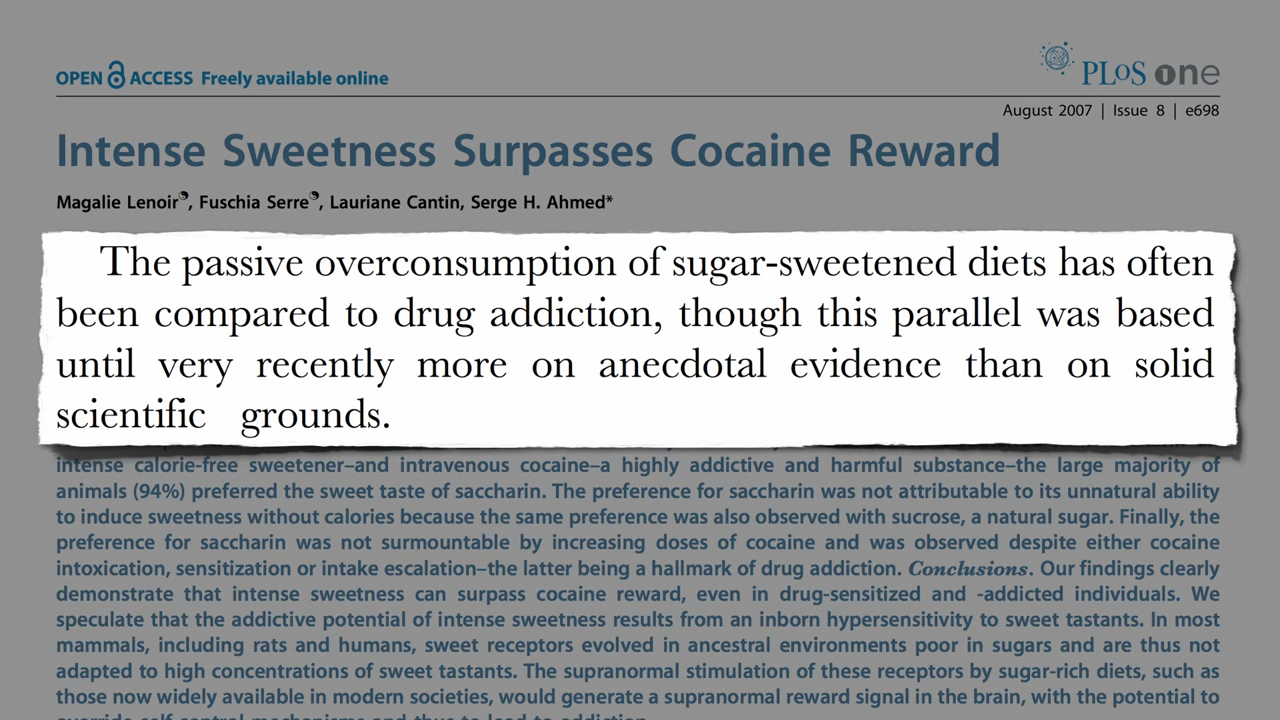 OPEN ACCESS Freely available online
PLoS one
August 2007 | Issue 8 | e698
Intense Sweetness Surpasses Cocaine Reward
Magalie Lenoir, Fuschia Serre, Lauriane Cantin, Serge H. Ahmed*
The passive overconsumption of sugar-sweetened diets has often
been compared to drug addiction, though this parallel was based
until very recently more on anecdotal evidence than on solid
scientific grounds.
intense calorie-free sweetener–and intravenous cocaine–a highly addictive and harmful substance–the large majority of
animals (94%) preferred the sweet taste of saccharin. The preference for saccharin was not attributable to its unnatural ability
to induce sweetness without calories because the same preference was also observed with sucrose, a natural sugar. Finally, the
preference for saccharin was not surmountable by increasing doses of cocaine and was observed despite either cocaine
intoxication, sensitization or intake escalation–the latter being a hallmark of drug addiction. Conclusions. Our findings clearly
demonstrate that intense sweetness can surpass cocaine reward, even in drug-sensitized and -addicted individuals. We
speculate that the addictive potential of intense sweetness results from an inborn hypersensitivity to sweet tastants. In most
mammals, including rats and humans, sweet receptors evolved in ancestral environments poor in sugars and are thus not
adapted to high concentrations of sweet tastants. The supranormal stimulation of these receptors by sugar-rich diets, such as
those now widely available in modern societies, would generate a supranormal reward signal in the brain, with the potential to